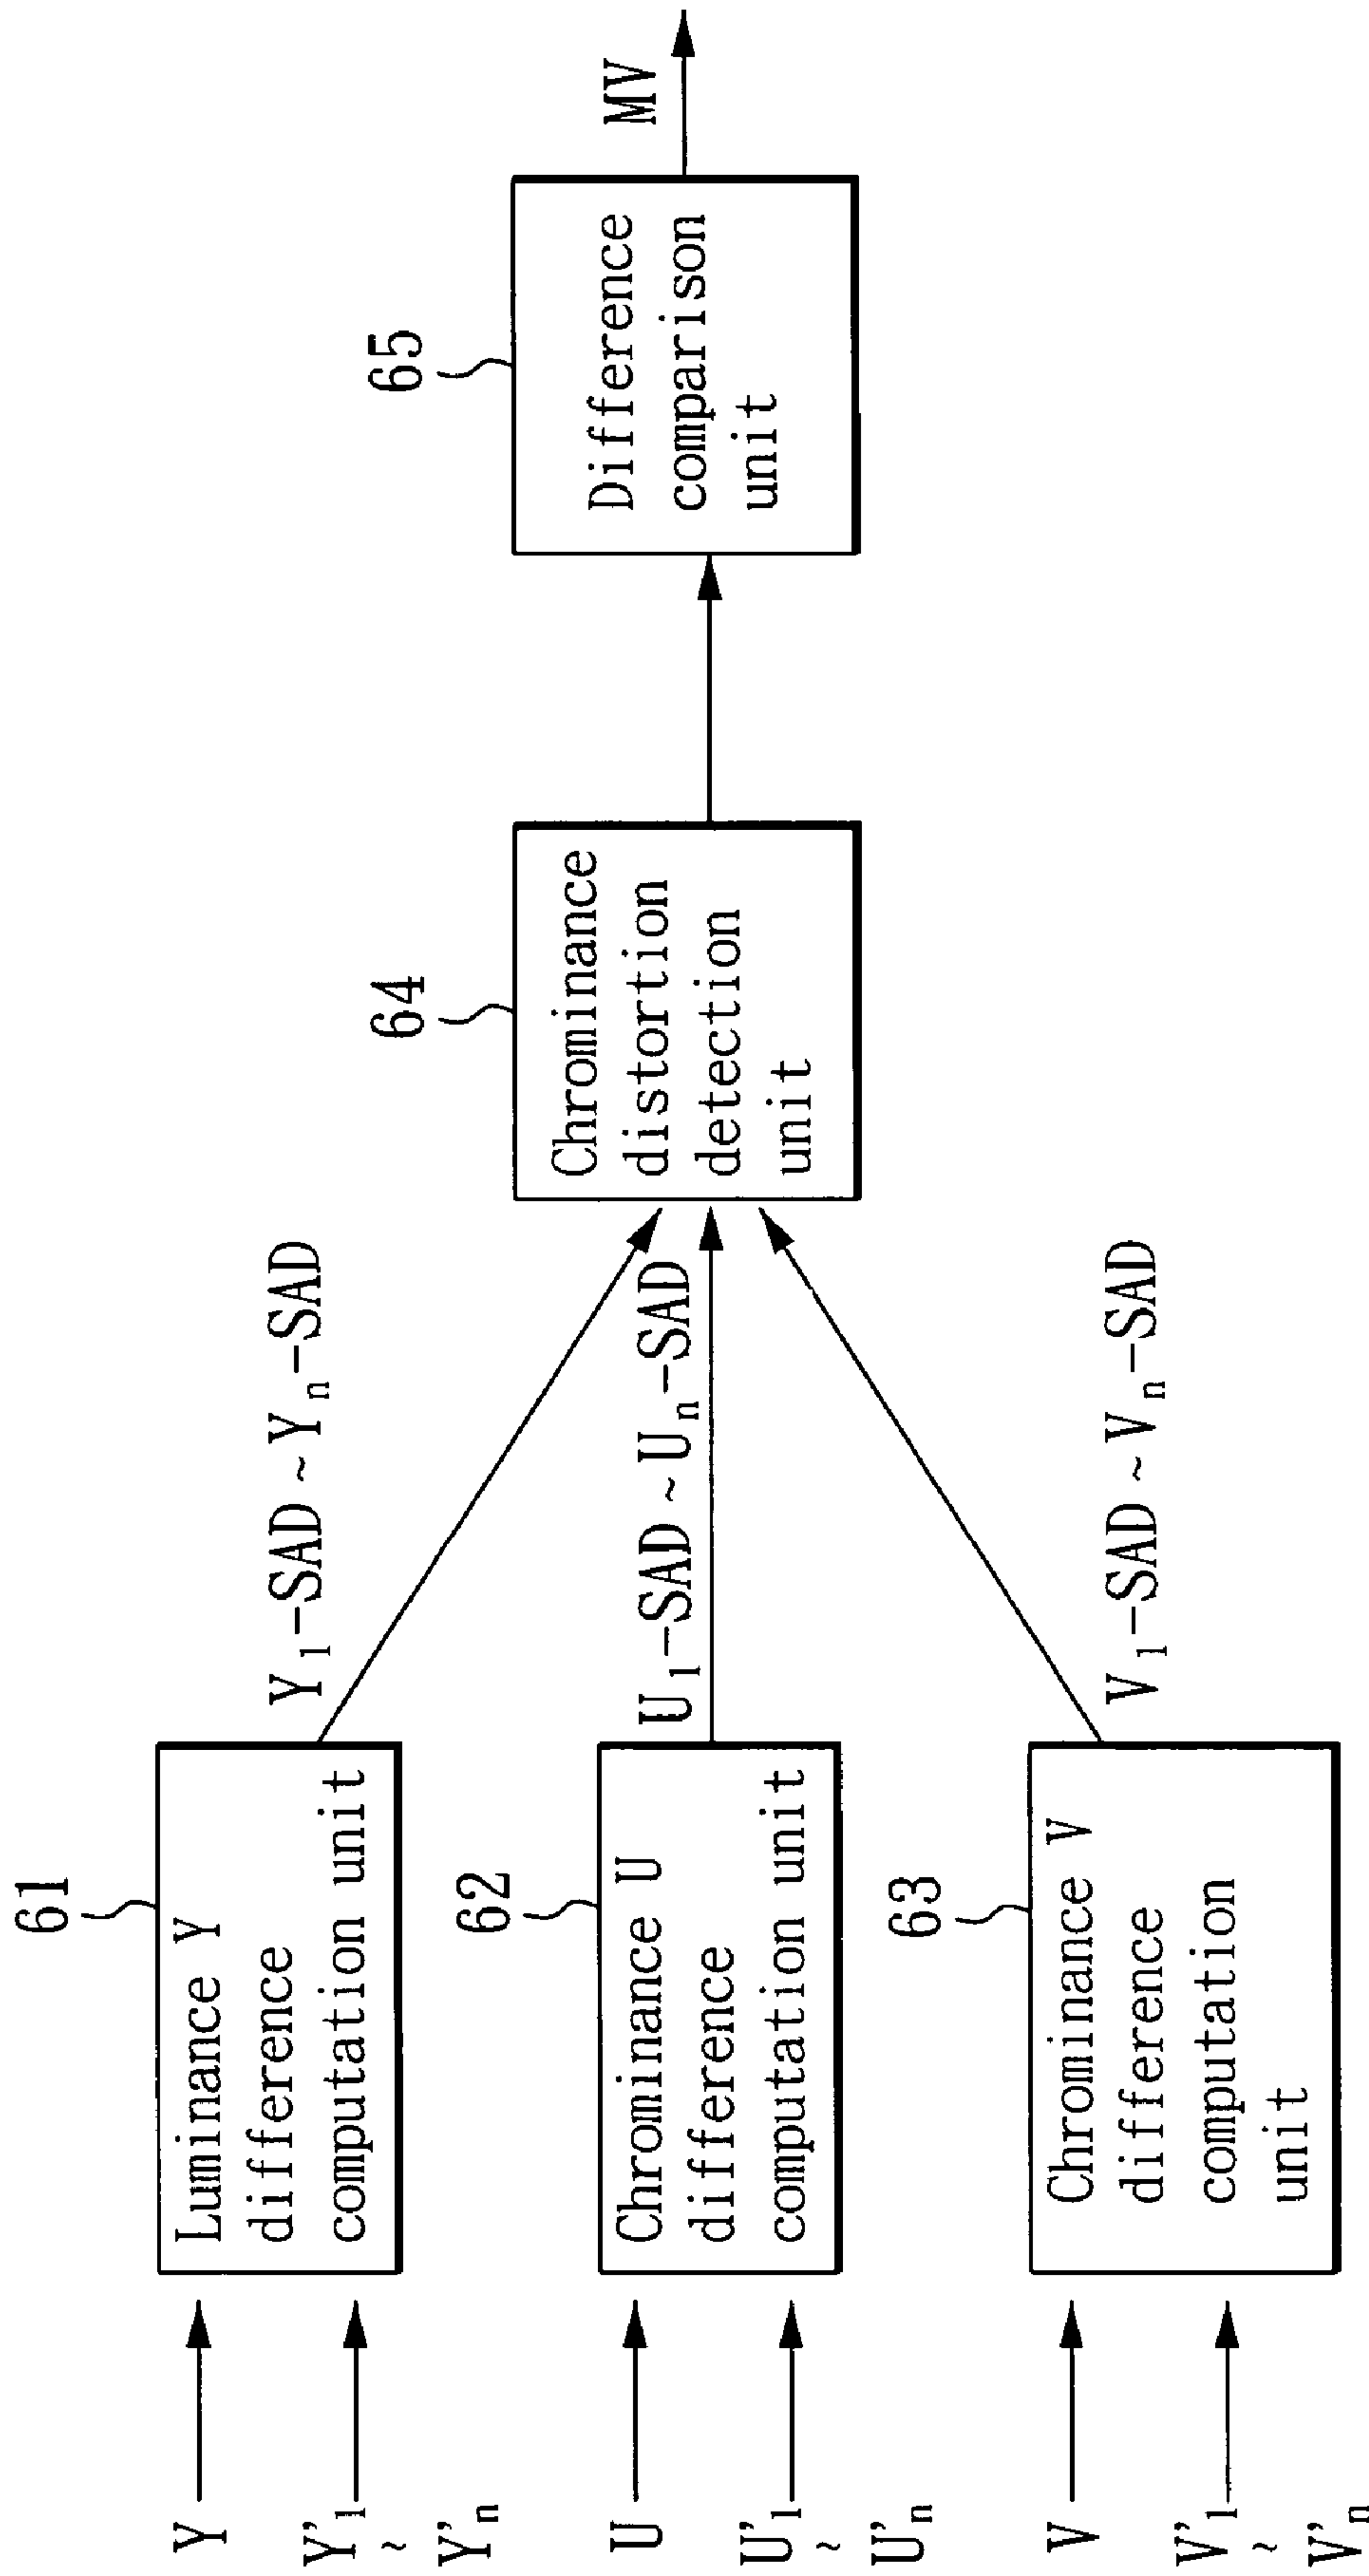 61
Y
Y'1
~
Y'n
Luminance Y
difference
computation unit
Y1-SAD ~ Yn-SAD
62
U
U'1
~
U'n
Chrominance U
difference
computation unit
U1-SAD ~ Un-SAD
63
V
V'1
~
V'n
Chrominance V
difference
computation
unit
V1-SAD ~ Vn-SAD
64
Chrominance
distortion
detection
unit
65
Difference
comparison
unit
MV